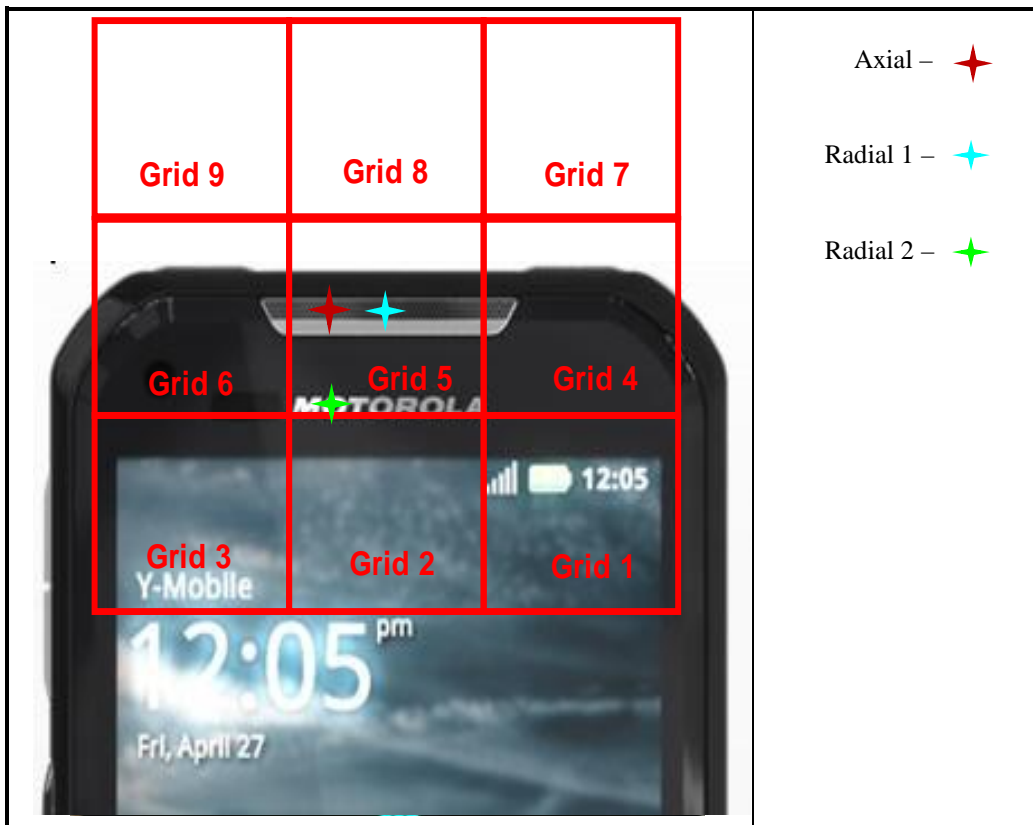 Axial –
Radial 1 –
Radial 2 –
Grid 9 Grid 8 Grid 7
Grid 6 Grid 5 Grid 4
MOTOROLA
12:05
Grid 3 Grid 2 Grid 1
Y-Mobile
12:05 pm
Fri, April 27